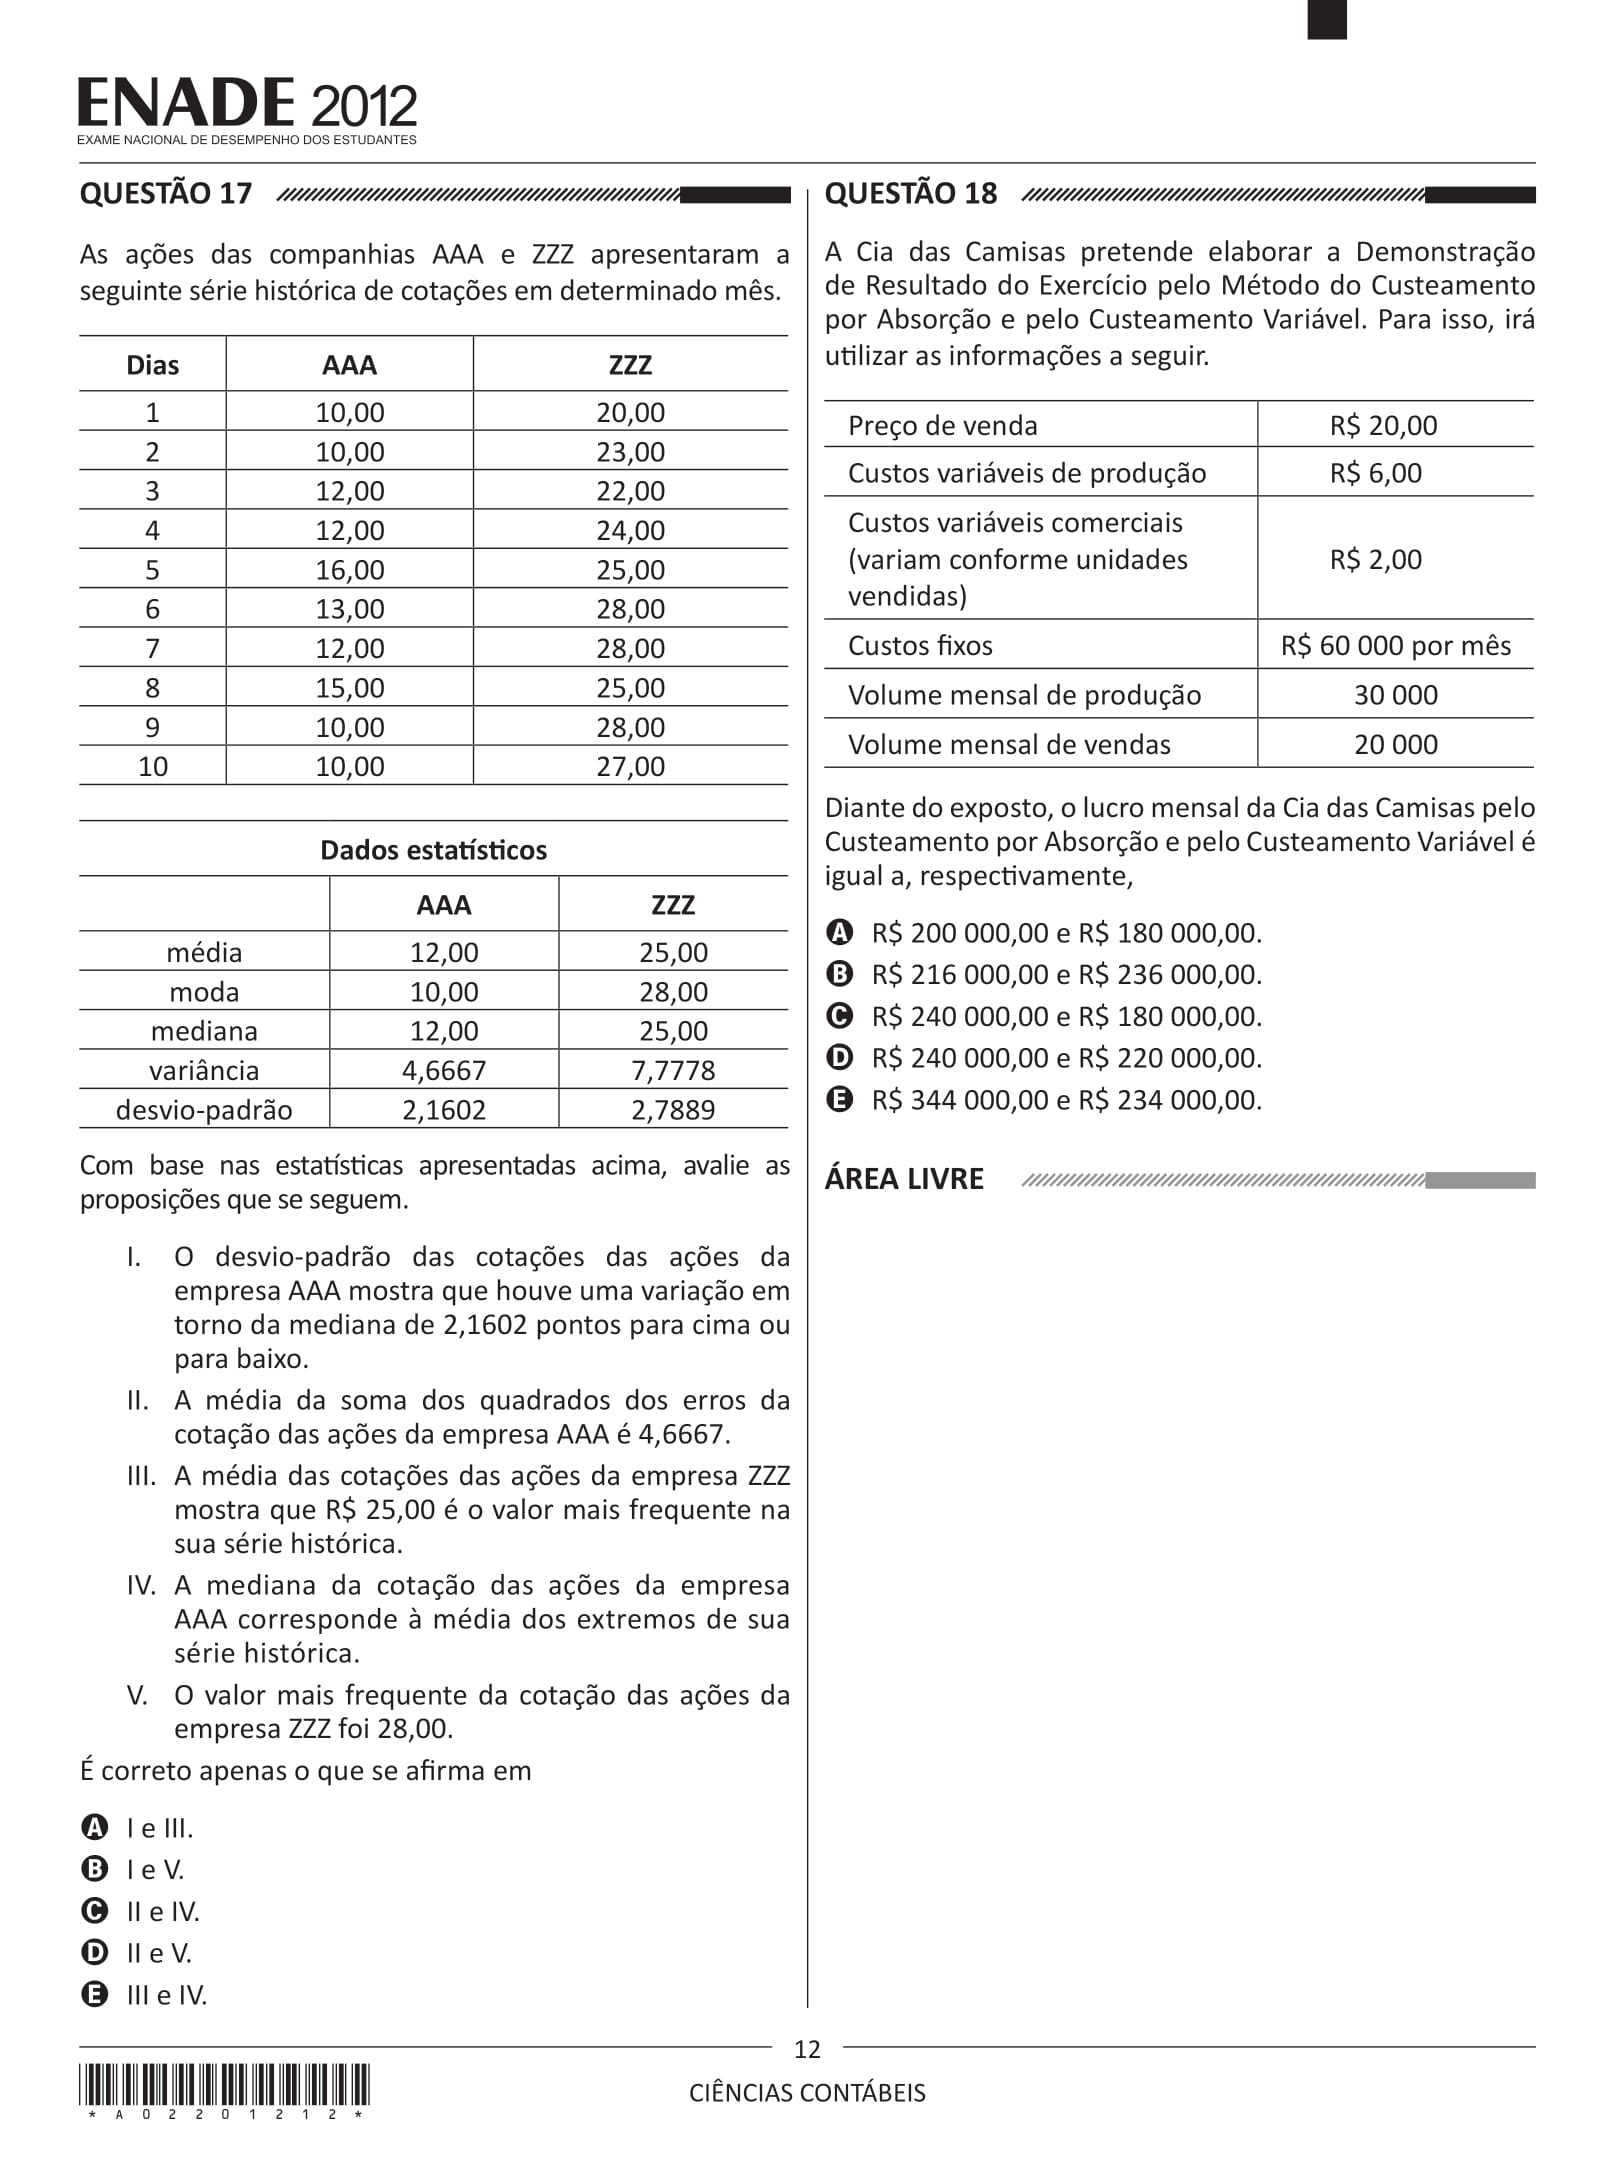 ENADE 2012
EXAME NACIONAL DE DESEMPENHO DOS ESTUDANTES
QUESTÃO 17
As ações das companhias AAA e ZZZ apresentaram a
seguinte série histórica de cotações em determinado mês.
Dias AAA ZZZ
1 10,00 20,00
2 10,00 23,00
3 12,00 22,00
4 12,00 24,00
5 16,00 25,00
6 13,00 28,00
7 12,00 28,00
8 15,00 25,00
9 10,00 28,00
10 10,00 27,00
Dados estatísticos
AAA ZZZ
média 12,00 25,00
moda 10,00 28,00
mediana 12,00 25,00
variância 4,6667 7,7778
desvio-padrão 2,1602 2,7889
Com base nas estatísticas apresentadas acima, avalie as
proposições que se seguem.
I. O desvio-padrão das cotações das ações da
empresa AAA mostra que houve uma variação em
torno da mediana de 2,1602 pontos para cima ou
para baixo.
II. A média da soma dos quadrados dos erros da
cotação das ações da empresa AAA é 4,6667.
III. A média das cotações das ações da empresa ZZZ
mostra que R$ 25,00 é o valor mais frequente na
sua série histórica.
IV. A mediana da cotação das ações da empresa
AAA corresponde à média dos extremos de sua
série histórica.
V. O valor mais frequente da cotação das ações da
empresa ZZZ foi 28,00.
É correto apenas o que se afirma em
A I e III.
B I e V.
C II e IV.
D II e V.
E III e IV.
QUESTÃO 18
A Cia das Camisas pretende elaborar a Demonstração
de Resultado do Exercício pelo Método do Custeamento
por Absorção e pelo Custeamento Variável. Para isso, irá
utilizar as informações a seguir.
Preço de venda R$ 20,00
Custos variáveis de produção R$ 6,00
Custos variáveis comerciais
(variam conforme unidades R$ 2,00
vendidas)
Custos fixos R$ 60 000 por mês
Volume mensal de produção 30 000
Volume mensal de vendas 20 000
Diante do exposto, o lucro mensal da Cia das Camisas pelo
Custeamento por Absorção e pelo Custeamento Variável é
igual a, respectivamente,
A R$ 200 000,00 e R$ 180 000,00.
B R$ 216 000,00 e R$ 236 000,00.
C R$ 240 000,00 e R$ 180 000,00.
D R$ 240 000,00 e R$ 220 000,00.
E R$ 344 000,00 e R$ 234 000,00.
ÁREA LIVRE
12
CIÊNCIAS CONTÁBEIS
* A 0 2 2 0 1 2 1 2 *